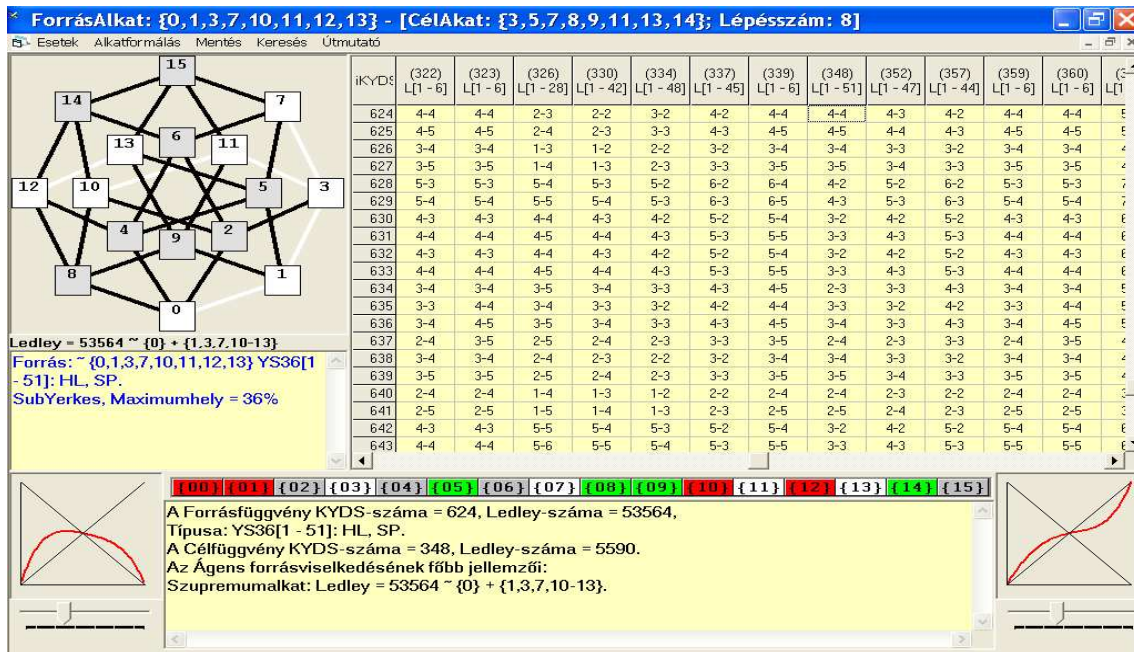 ForrásAlkat: {0,1,3,7,10,11,12,13} - [CélAkat: {3,5,7,8,9,11,13,14}; Lépésszám: 8]
Esetek Alkatformálás Mentés Keresés Útmutató
15
14
7
13
6
11
12
10
5
3
4
9
2
8
1
0
Ledley = 53564 ~ {0} + {1,3,7,10-13}
Forrás: ~ {0,1,3,7,10,11,12,13} YS36[1
- 51]: HL, SP.
SubYerkes, Maximumhely = 36%
iKYDS (322) (323) (326) (330) (334) (337) (339) (348) (352) (357) (359) (360)
L[1 - 6] L[1 - 6] L[1 - 28] L[1 - 42] L[1 - 48] L[1 - 45] L[1 - 6] L[1 - 51] L[1 - 47] L[1 - 44] L[1 - 6] L[1 - 6]
624 4-4 4-4 2-3 2-2 3-2 4-2 4-4 4-4 4-3 4-2 4-4 4-4
625 4-5 4-5 2-4 2-3 3-3 4-3 4-5 4-5 4-4 4-3 4-5 4-5
626 3-4 3-4 1-3 1-2 2-2 3-2 3-4 3-4 3-3 3-2 3-4 3-4
627 3-5 3-5 1-4 1-3 2-3 3-3 3-5 3-5 3-4 3-3 3-5 3-5
628 5-3 5-3 5-4 5-3 5-2 6-2 6-4 4-2 5-2 6-2 5-3 5-3
629 5-4 5-4 5-5 5-4 5-3 6-3 6-5 4-3 5-3 6-3 5-4 5-4
630 4-3 4-3 4-4 4-3 4-2 5-2 5-4 3-2 4-2 5-2 4-3 4-3
631 4-4 4-4 4-5 4-4 4-3 5-3 5-5 3-3 4-3 5-3 4-4 4-4
632 4-3 4-3 4-4 4-3 4-2 5-2 5-4 3-2 4-2 5-2 4-3 4-3
633 4-4 4-4 4-5 4-4 4-3 5-3 5-5 3-3 4-3 5-3 4-4 4-4
634 3-4 3-4 3-5 3-4 3-3 4-3 4-5 2-3 3-3 4-3 3-4 3-4
635 3-3 4-4 3-4 3-3 3-2 4-2 4-4 3-3 3-2 4-2 3-3 4-4
636 3-4 4-5 3-5 3-4 3-3 4-3 4-5 3-4 3-3 4-3 3-4 4-5
637 2-4 3-5 2-5 2-4 2-3 3-3 3-5 2-4 2-3 3-3 2-4 3-5
638 3-4 3-4 2-4 2-3 2-2 3-2 3-4 3-4 3-3 3-2 3-4 3-4
639 3-5 3-5 2-5 2-4 2-3 3-3 3-5 3-5 3-4 3-3 3-5 3-5
640 2-4 2-4 1-4 1-3 1-2 2-2 2-4 2-4 2-3 2-2 2-4 2-4
641 2-5 2-5 1-5 1-4 1-3 2-3 2-5 2-5 2-4 2-3 2-5 2-5
642 4-3 4-3 5-4 5-3 5-2 5-2 5-4 3-2 4-2 5-2 5-4 5-4
643 4-4 4-4 5-6 5-5 5-4 5-3 5-5 3-3 4-3 5-3 5-5 5-5
{00} {01} {02} {03} {04} {05} {06} {07} {08} {09} {10} {11} {12} {13} {14} {15}
A Forrásfüggvény KYDS-száma = 624, Ledley-száma = 53564,
Típusa: YS36[1 - 51]: HL, SP.
A Célfüggvény KYDS-száma = 348, Ledley-száma = 5590.
Az Ágens forrásviselkedésének főbb jellemzői:
Szupremumalkat: Ledley = 53564 ~ {0} + {1,3,7,10-13}.